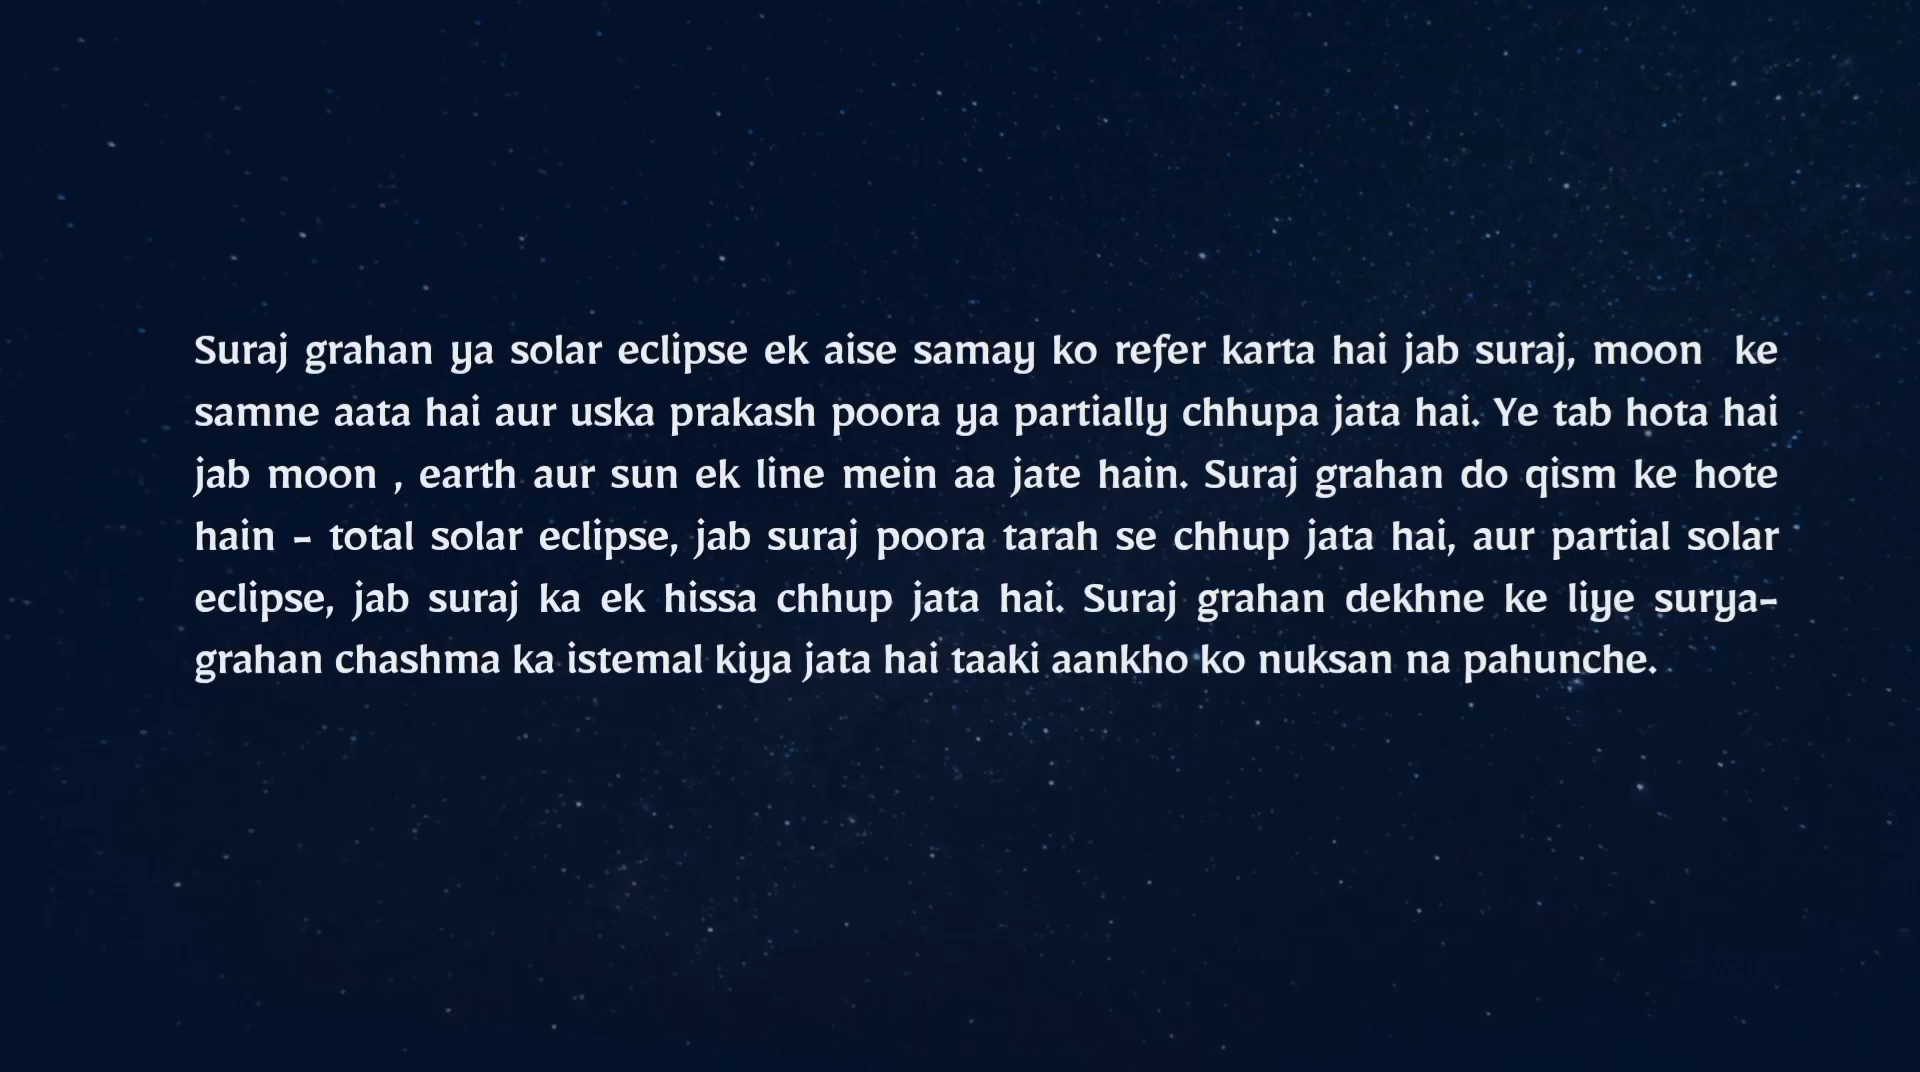 Suraj grahan ya solar eclipse ek aise samay ko refer karta hai jab suraj, moon  ke
samne aata hai aur uska prakash poora ya partially chhupa jata hai. Ye tab hota hai
jab moon , earth aur sun ek line mein aa jate hain. Suraj grahan do qism ke hote
hain - total solar eclipse, jab suraj poora tarah se chhup jata hai, aur partial solar
eclipse, jab suraj ka ek hissa chhup jata hai. Suraj grahan dekhne ke liye surya-
grahan chashma ka istemal kiya jata hai taaki aankho ko nuksan na pahunche.